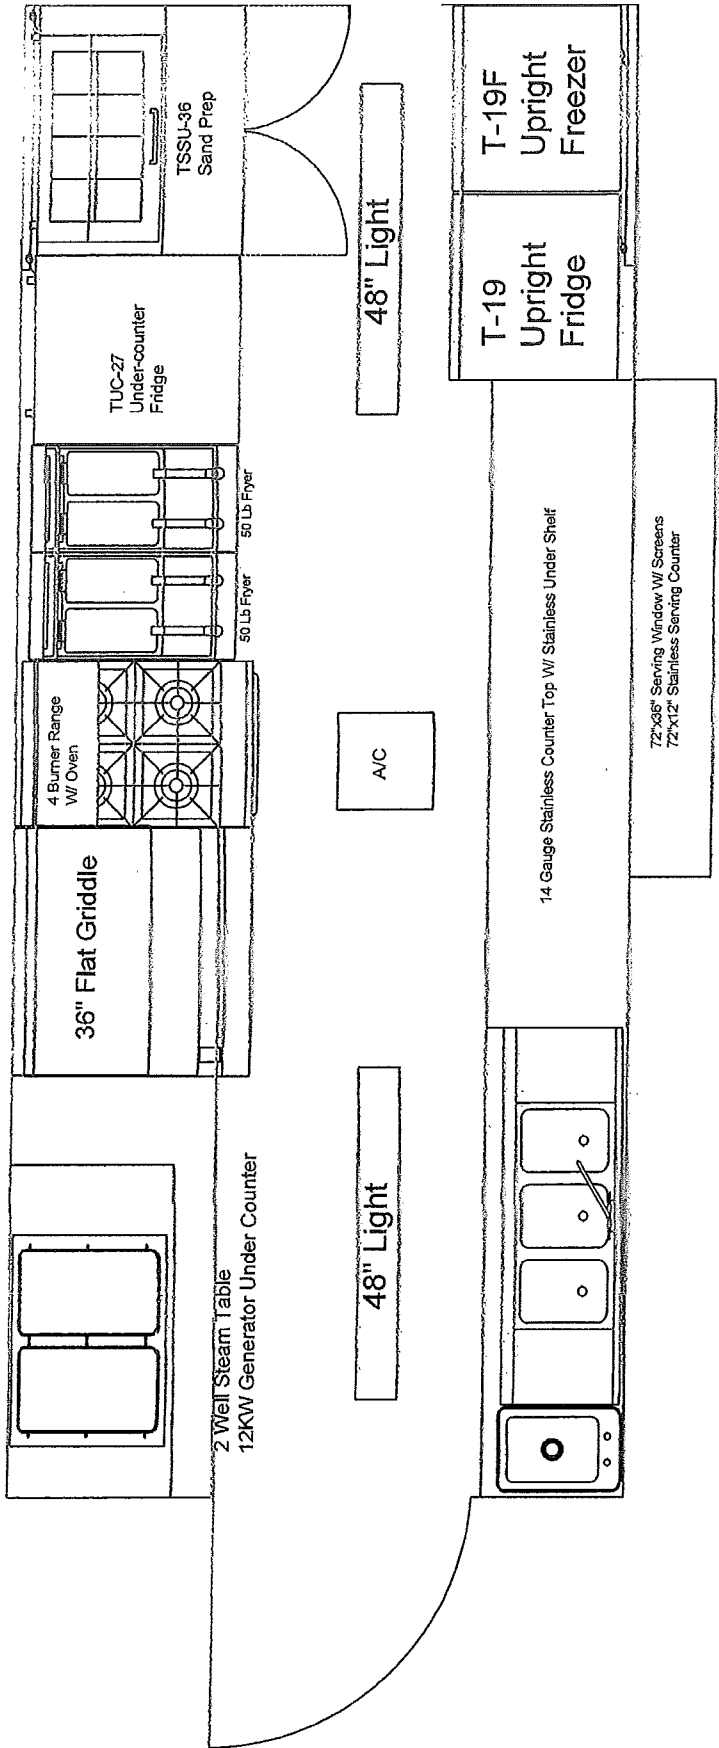 TSSU-36
Sand Prep
T-19F
Upright
Freezer
48" Light
T-19
Upright
Fridge
TUC-27
Under-counter
Fridge
50 Lb Fryer
50 Lb Fryer
14 Gauge Stainless Counter Top W/ Stainless Under Shelf
72"x36" Serving Window W/ Screens
72"x12" Stainless Serving Counter
4 Burner Range
W/ Oven
A/C
36" Flat Griddle
48" Light
2 Well Steam Table
12KW Generator Under Counter